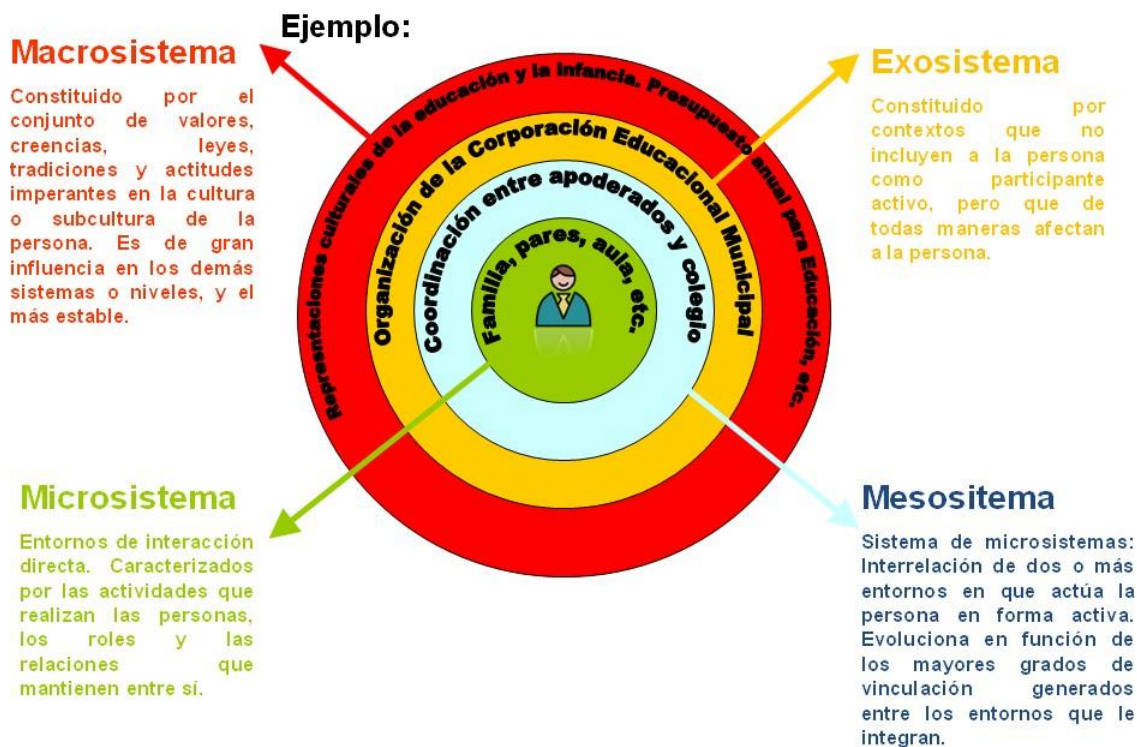 Ejemplo:
Macrosistema
Constituido por el
conjunto de valores,
creencias, leyes,
tradiciones y actitudes
imperantes en la cultura
o subcultura de la
persona. Es de gran
influencia en los demás
sistemas o niveles, y el
más estable.
Exosistema
Constituido por
contextos que no
incluyen a la persona
como participante
activo, pero que de
todas maneras afectan
a la persona.
Representaciones culturales de la educación y la infancia. Presupuesto anual para Educación, etc.
Organización de la Corporación Educacional Municipal
Coordinación entre apoderados y colegio
Familia, pares, aula, etc.
Microsistema
Entornos de interacción
directa. Caracterizados
por las actividades que
realizan las personas,
los roles y las
relaciones que
mantienen entre sí.
Mesositema
Sistema de microsistemas:
Interrelación de dos o más
entornos en que actúa la
persona en forma activa.
Evoluciona en función de
los mayores grados de
vinculación generados
entre los entornos que le
integran.